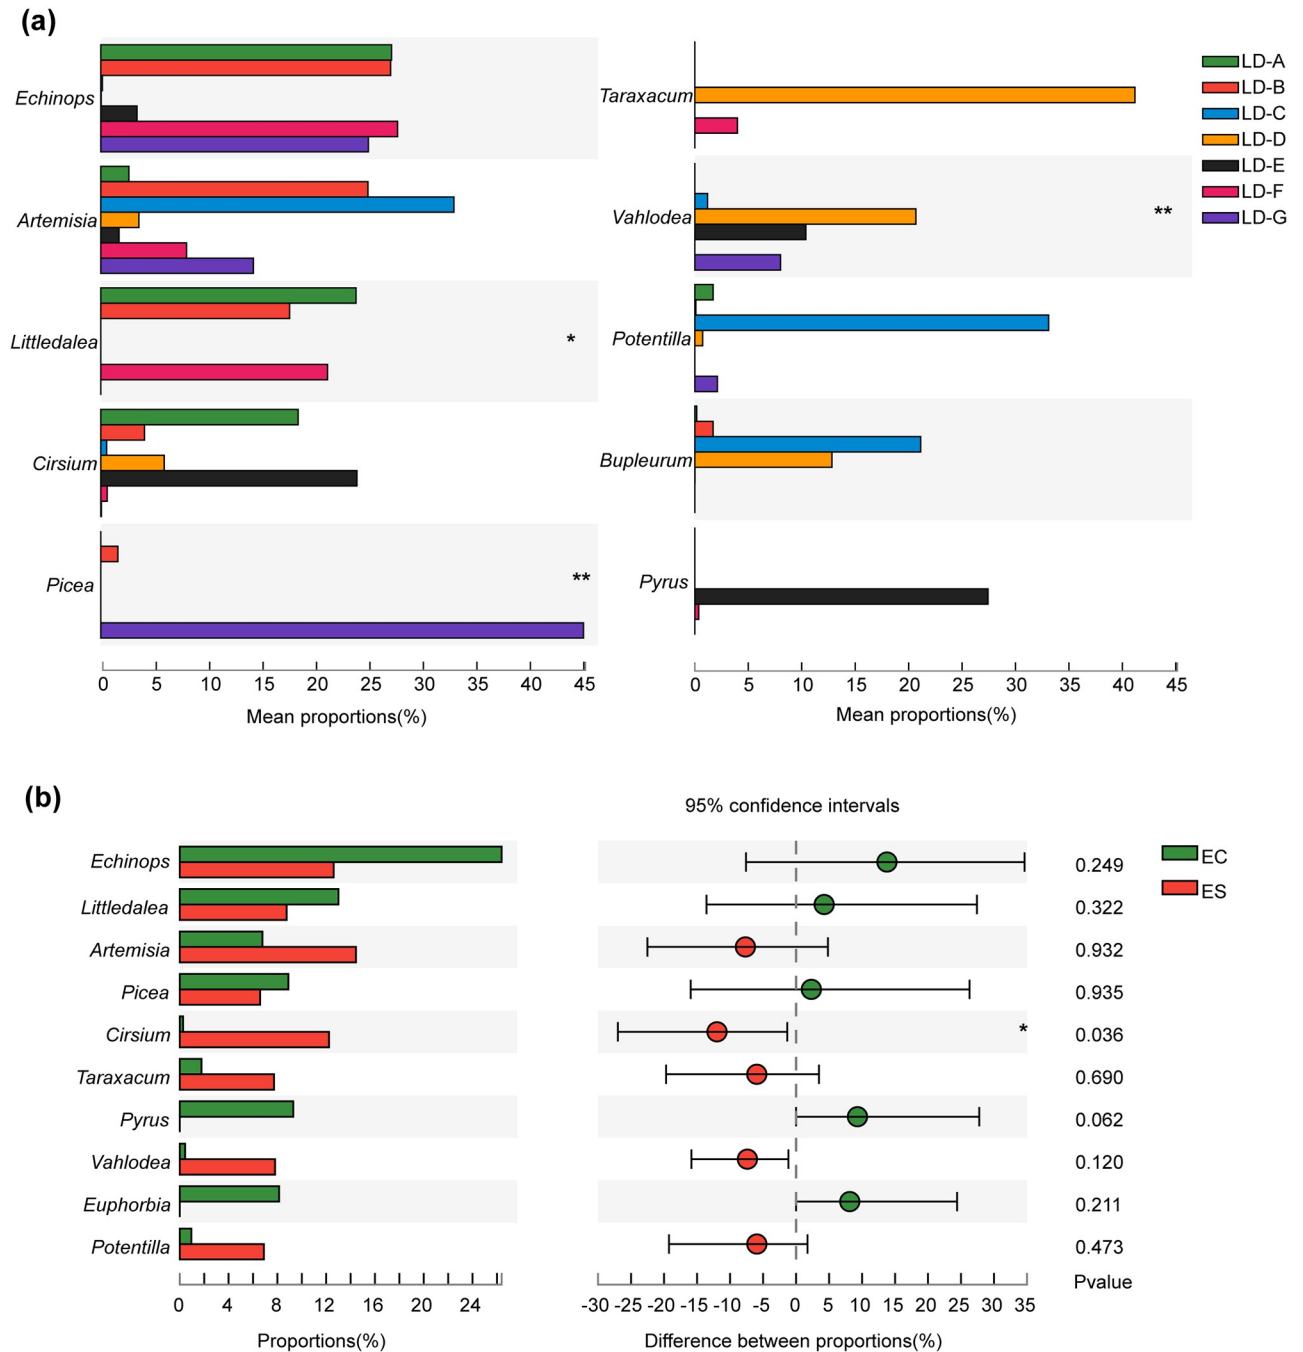 (a)
Echinops
Artemisia
Littledalea
*
Cirsium
Picea
**
0 5 10 15 20 25 30 35 40 45
Mean proportions(%)
Taraxacum
Vahlodea
**
Potentilla
Bupleurum
Pyrus
0 5 10 15 20 25 30 35 40 45
Mean proportions(%)
LD-A
LD-B
LD-C
LD-D
LD-E
LD-F
LD-G
(b)
95% confidence intervals
Echinops 0.249
Littledalea 0.322
Artemisia 0.932
Picea 0.935
Cirsium * 0.036
Taraxacum 0.690
Pyrus 0.062
Vahlodea 0.120
Euphorbia 0.211
Potentilla 0.473
Pvalue
0 4 8 12 16 20 24
-30 -25 -20 -15 -10 -5 0 5 10 15 20 25 30 35
Proportions(%)
Difference between proportions(%)
EC
ES